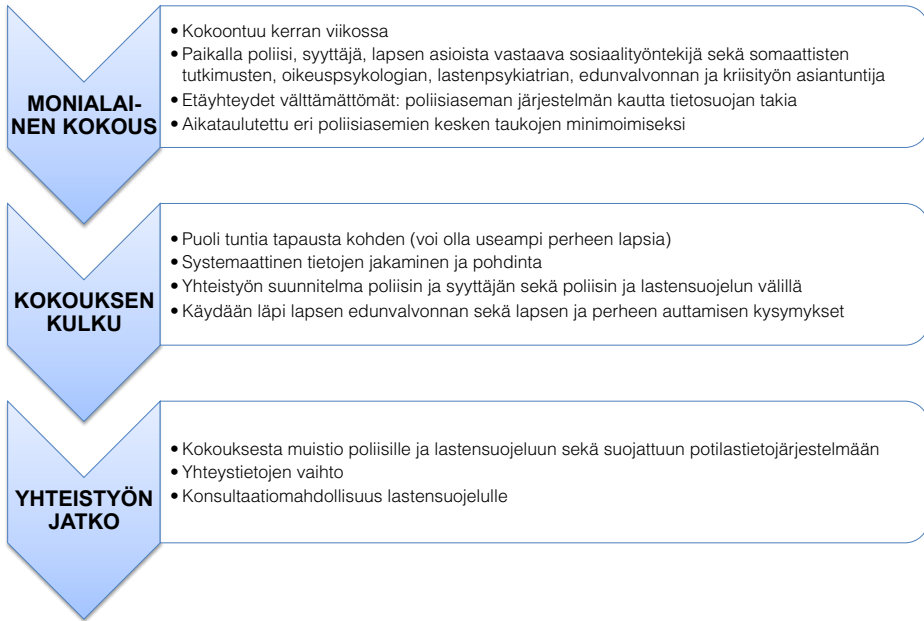 MONIALAI-
NEN KOKOUS
• Kokoontuu kerran viikossa
• Paikalla poliisi, syyttäjä, lapsen asioista vastaava sosiaalityöntekijä sekä somaattisten
tutkimusten, oikeuspsykologian, lastenpsykiatrian, edunvalvonnan ja kriisityön asiantuntija
• Etäyhteydet välttämättömät: poliisiaseman järjestelmän kautta tietosuojan takia
• Aikataulutettu eri poliisiasemien kesken taukojen minimoimiseksi
KOKOUKSEN
KULKU
• Puoli tuntia tapausta kohden (voi olla useampi perheen lapsia)
• Systemaattinen tietojen jakaminen ja pohdinta
• Yhteistyön suunnitelma poliisin ja syyttäjän sekä poliisin ja lastensuojelun välillä
• Käydään läpi lapsen edunvalvonnan sekä lapsen ja perheen auttamisen kysymykset
YHTEISTYÖN
JATKO
• Kokouksesta muistio poliisille ja lastensuojeluun sekä suojattuun potilastietojärjestelmään
• Yhteystietojen vaihto
• Konsultaatiomahdollisuus lastensuojelulle